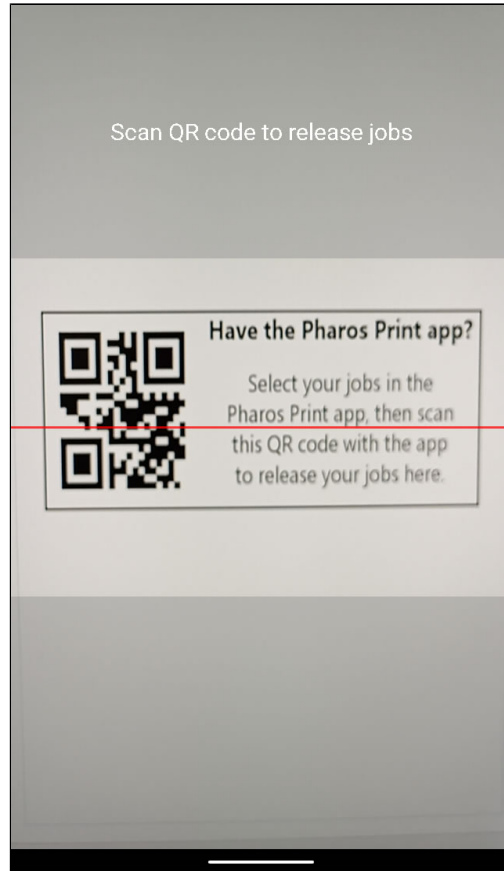 Scan QR code to release jobs
Have the Pharos Print app?
Select your jobs in the
Pharos Print app, then scan
this QR code with the app
to release your jobs here.